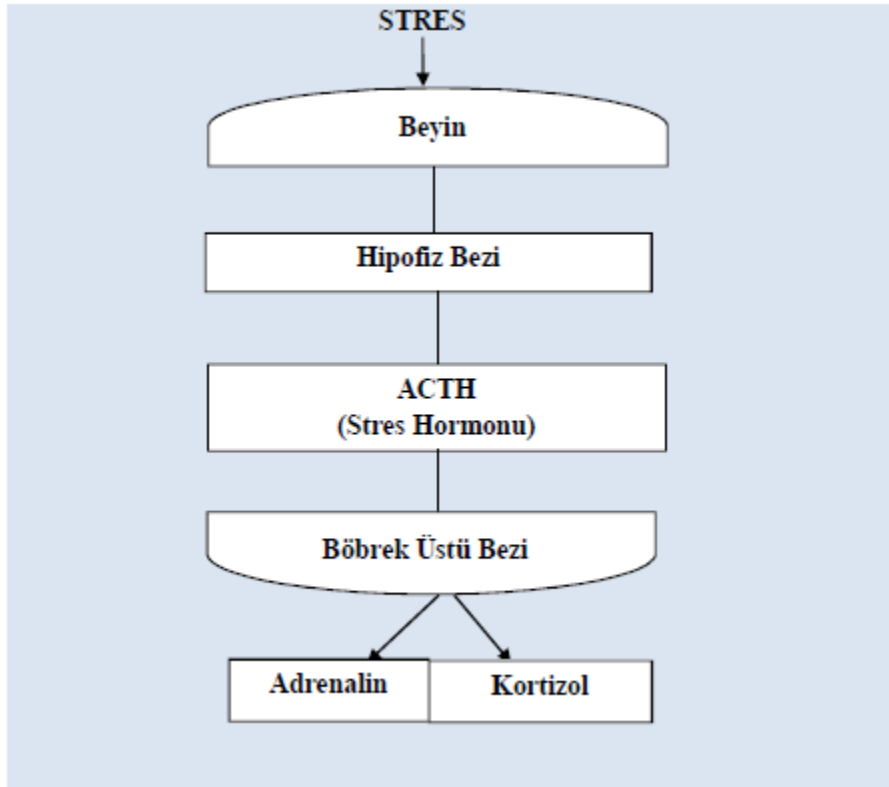 STRES
Beyin
Hipofiz Bezi
ACTH
(Stres Hormonu)
Böbrek Üstü Bezi
Adrenalin
Kortizol